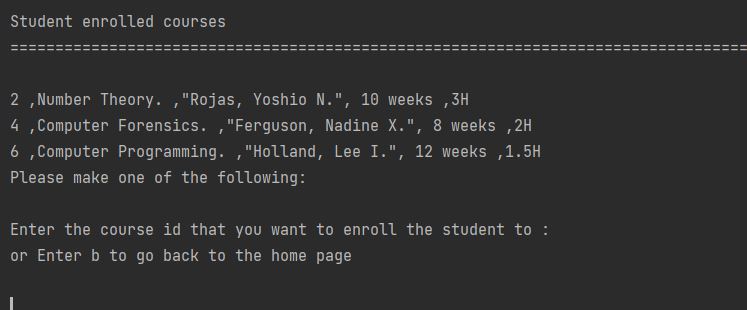 Student enrolled courses
===================================================================================
2 ,Number Theory. ,"Rojas, Yoshio N.", 10 weeks ,3H
4 ,Computer Forensics. ,"Ferguson, Nadine X.", 8 weeks ,2H
6 ,Computer Programming. ,"Holland, Lee I.", 12 weeks ,1.5H
Please make one of the following:
Enter the course id that you want to enroll the student to :
or Enter b to go back to the home page